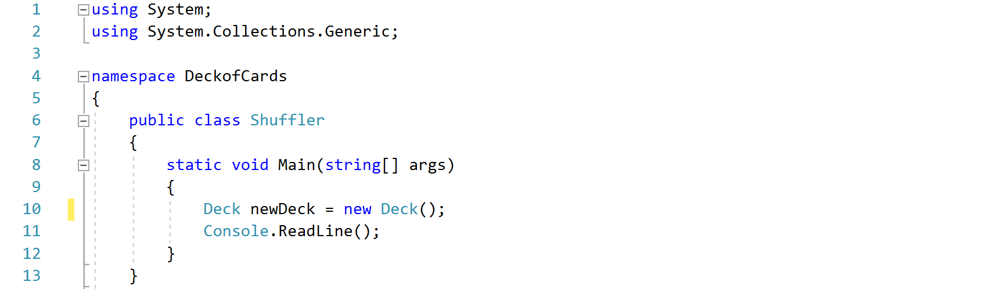 1 using System;
2 using System.Collections.Generic;
3
4 namespace DeckofCards
5 {
6 public class Shuffler
7 {
8 static void Main(string[] args)
9 {
10 Deck newDeck = new Deck();
11 Console.ReadLine();
12 }
13 }